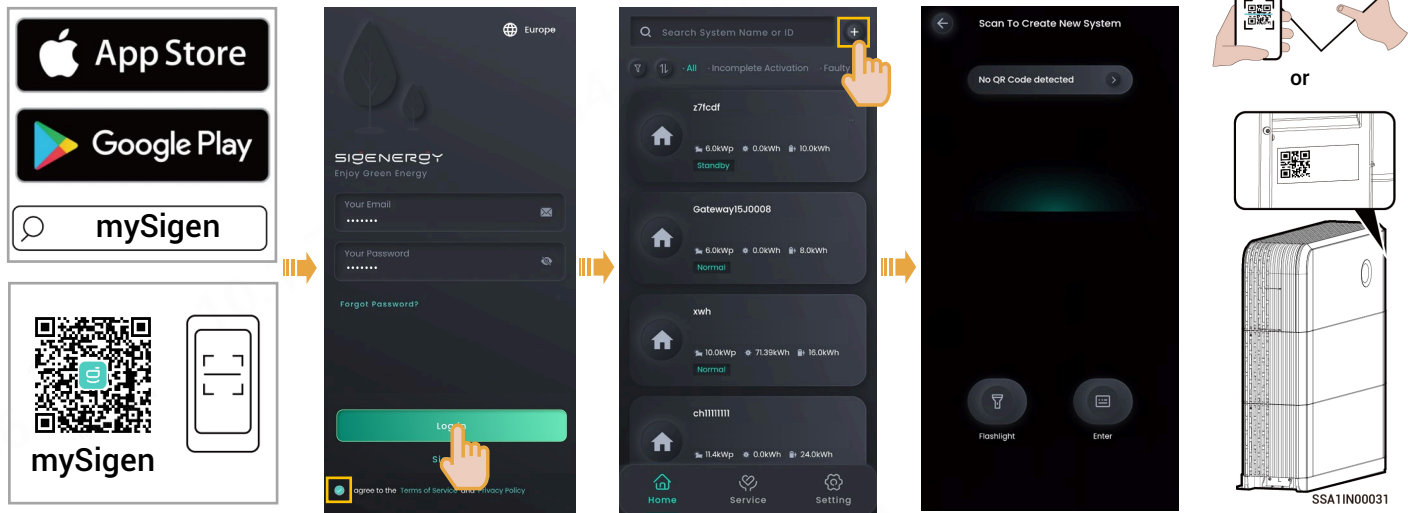 App Store
Google Play
mySigen
mySigen
Europe
SIGENERGY
Enjoy Green Energy
Your Email
•••••••
Your Password
•••••••
Forgot Password?
agree to the Terms of Service and Privacy Policy
Search System Name or ID
+
All
Incomplete Activation
Faulty
z7fcdf
6.0kWp 0.0kWh 10.0kWh
Standby
Gateway15J0008
6.0kWp 0.0kWh 8.0kWh
Normal
xwh
10.0kWp 71.39kWh 16.0kWh
Normal
ch11111111
11.4kWp 0.0kWh 24.0kWh
Home
Service
Setting
Scan To Create New System
No QR Code detected
Flashlight
Enter
or
SSA1IN00031